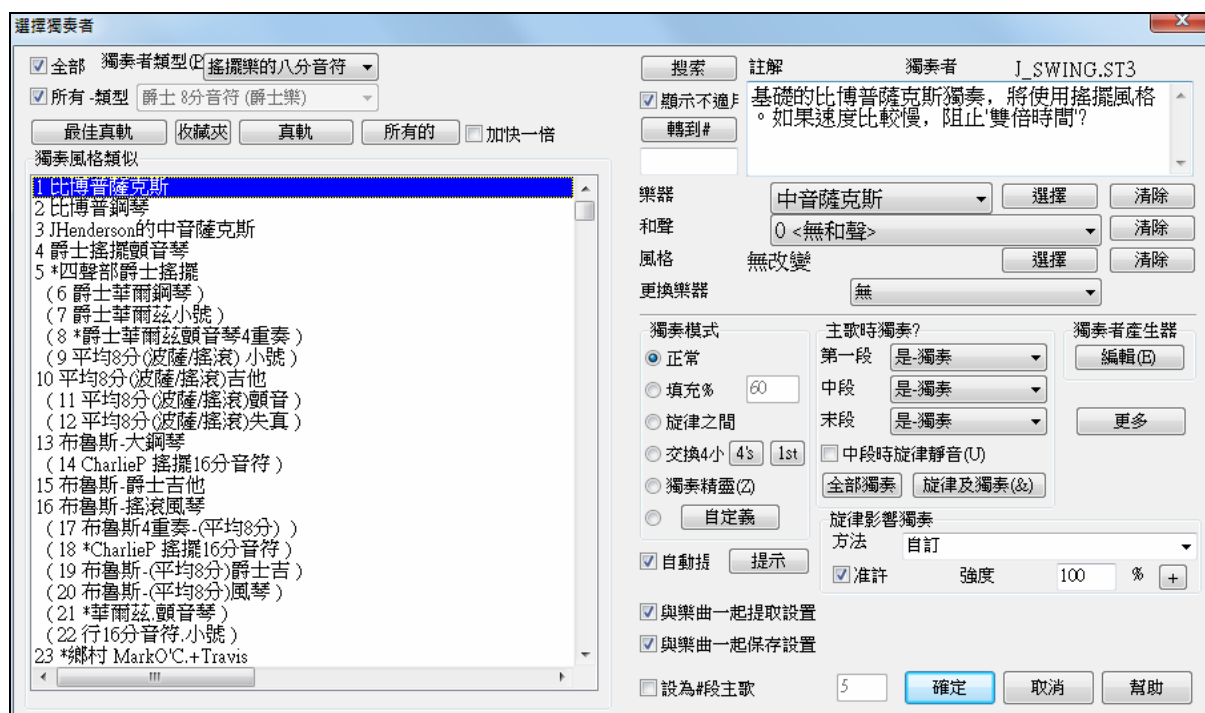 選擇獨奏者
全部 獨奏者類型(P 搖擺樂的八分音符
所有-類型 爵士 8分音符 (爵士樂)
最佳真軌 收藏夾 真軌 所有的 加快一倍
獨奏風格類似
1 比博普薩克斯
2 比博普鋼琴
3 JHenderson的中音薩克斯
4 爵士搖擺顫音琴
5 *四聲部爵士搖擺
( 6 爵士華爾鋼琴 )
( 7 爵士華爾茲小號 )
( 8 *爵士華爾茲顫音琴4重奏 )
( 9 平均8分(波薩/搖滾) 小號 )
10 平均8分(波薩/搖滾)吉他
( 11 平均8分(波薩/搖滾)顫音 )
( 12 平均8分(波薩/搖滾)失真 )
13 布魯斯-大鋼琴
( 14 CharlieP 搖擺16分音符 )
15 布魯斯-爵士吉他
16 布魯斯-搖滾風琴
( 17 布魯斯4重奏-(平均8分) )
( 18 *CharlieP 搖擺16分音符 )
( 19 布魯斯-(平均8分)爵士吉 )
( 20 布魯斯-(平均8分)風琴 )
( 21 *華爾茲.顫音琴 )
( 22 行16分音符.小號 )
23 *鄉村 MarkO'C.+Travis
搜索 註解 獨奏者 J_SWING.ST3
顯示不適用
轉到#
基礎的比博普薩克斯獨奏，將使用搖擺風格
。如果速度比較慢，阻止'雙倍時間'?
樂器 中音薩克斯 選擇 清除
和聲 0 <無和聲> 清除
風格 無改變 選擇 清除
更換樂器 無
獨奏模式
正常
填充% 60
旋律之間
交換4小 4's 1st
獨奏精靈(Z)
自定義
主歌時獨奏?
第一段 是-獨奏
中段 是-獨奏
末段 是-獨奏
中段時旋律靜音(U)
全部獨奏 旋律及獨奏(&)
獨奏者產生器
編輯(E)
更多
旋律影響獨奏
方法 自訂
准許 強度 100 % +
自動提 提示
與樂曲一起提取設置
與樂曲一起保存設置
設為#段主歌 5 確定 取消 幫助